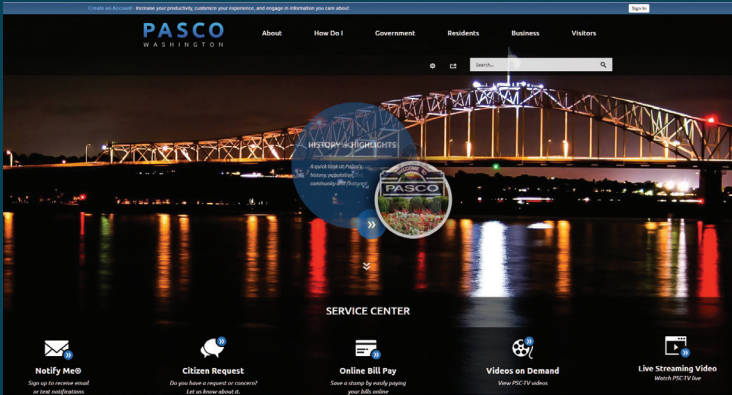 Create an Account - Increase your productivity, customize your experience, and engage in information you care about
Sign In
PASCO
WASHINGTON
About
How Do I
Government
Residents
Business
Visitors
Search...
HISTORY & HIGHLIGHTS
A quick look at Pasco's
history, population,
community and features
PASCO
SERVICE CENTER
Notify Me®
Sign up to receive email
or text notifications
Citizen Request
Do you have a request or concern?
Let us know about it.
Online Bill Pay
Save a stamp by easily paying
your bills online
Videos on Demand
View PSC-TV videos
Live Streaming Video
Watch PSC-TV live